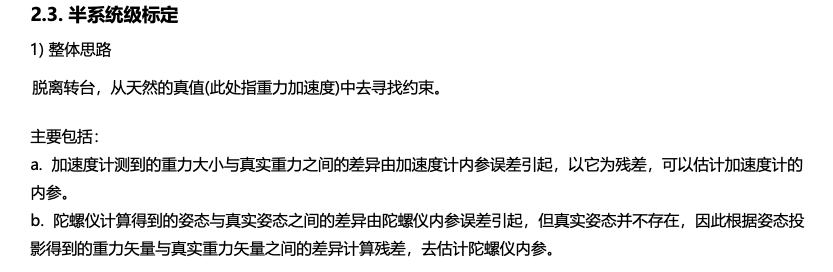 2.3. 半系统级标定
1) 整体思路
脱离转台，从天然的真值(此处指重力加速度)中去寻找约束。
主要包括：
a. 加速度计测到的重力大小与真实重力之间的差异由加速度计内参误差引起，以它为残差，可以估计加速度计的
内参。
b. 陀螺仪计算得到的姿态与真实姿态之间的差异由陀螺仪内参误差引起，但真实姿态并不存在，因此根据姿态投
影得到的重力矢量与真实重力矢量之间的差异计算残差，去估计陀螺仪内参。